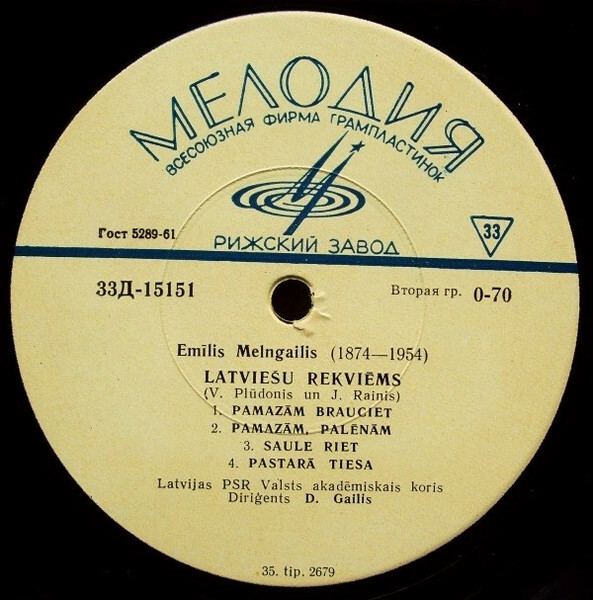 МЕЛОДИЯ
ВСЕСОЮЗНАЯ ФИРМА ГРАМПЛАСТИНОК
Гост 5289-61
РИЖСКИЙ ЗАВОД
33
33Д-15151
Вторая гр. 0-70
Emīlis Melngailis (1874—1954)
LATVIEŠU REKVIĒMS
(V. Plūdonis un J. Rainis)
1. PAMAZĀM BRAUCIET
2. PAMAZĀM, PALĒNĀM
3. SAULE RIET
4. PASTARĀ TIESA
Latvijas PSR Valsts akadēmiskais koris
Diriģents D. Gailis
35. tip. 2679